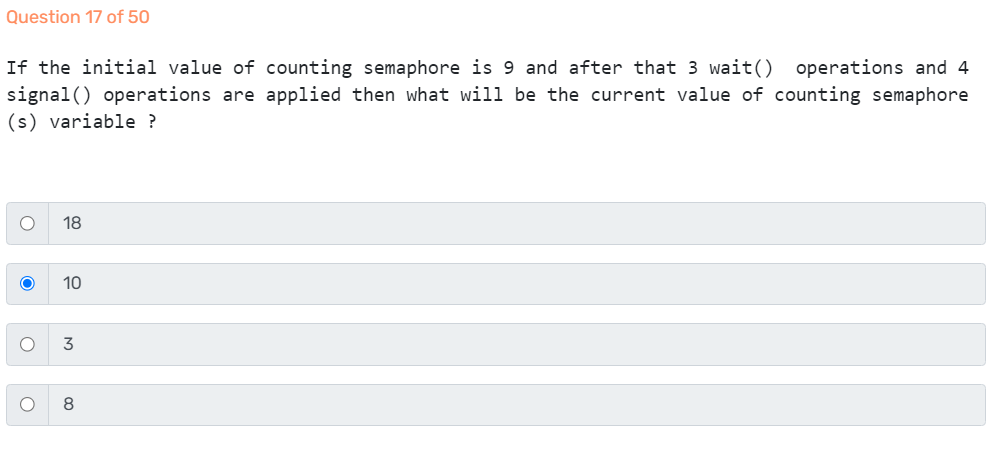 Question 17 of 50
If the initial value of counting semaphore is 9 and after that 3 wait()  operations and 4
signal() operations are applied then what will be the current value of counting semaphore
(s) variable ?
18
10
3
8